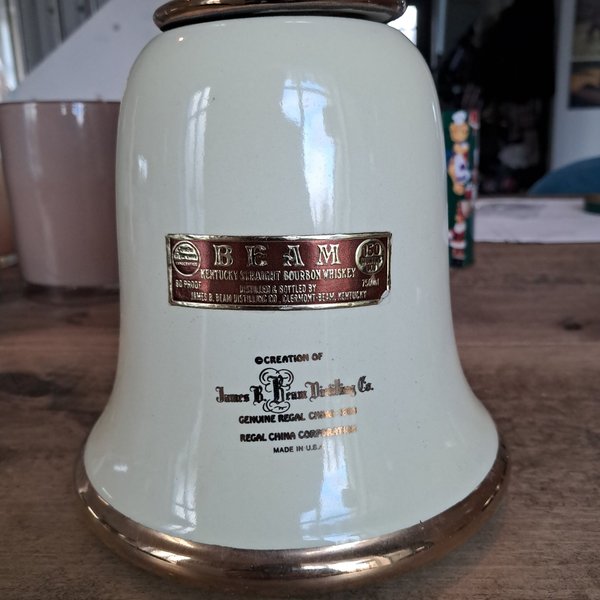 BEAM
KENTUCKY STRAIGHT BOURBON WHISKEY
80 PROOF
DISTILLED & BOTTLED BY
JAMES B. BEAM DISTILLING CO., CLERMONT-BEAM, KENTUCKY
150
750ML
©CREATION OF
James B. Beam Distilling Co.
GENUINE REGAL CHINA
REGAL CHINA CORPORATION
MADE IN U.S.A.